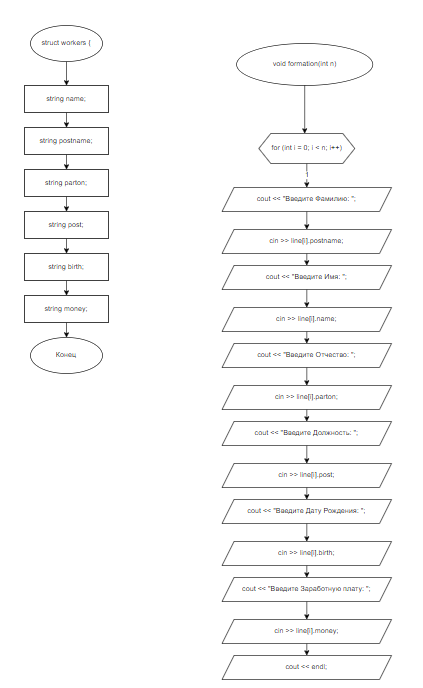 struct workers {
string name;
string postname;
string parton;
string post;
string birth;
string money;
Конец
void formation(int n)
for (int i = 0; i < n; i++)
1
cout << "Введите Фамилию: ";
cin >> line[i].postname;
cout << "Введите Имя: ";
cin >> line[i].name;
cout << "Введите Отчество: ";
cin >> line[i].parton;
cout << "Введите Должность: ";
cin >> line[i].post;
cout << "Введите Дату Рождения: ";
cin >> line[i].birth;
cout << "Введите Заработную плату: ";
cin >> line[i].money;
cout << endl;